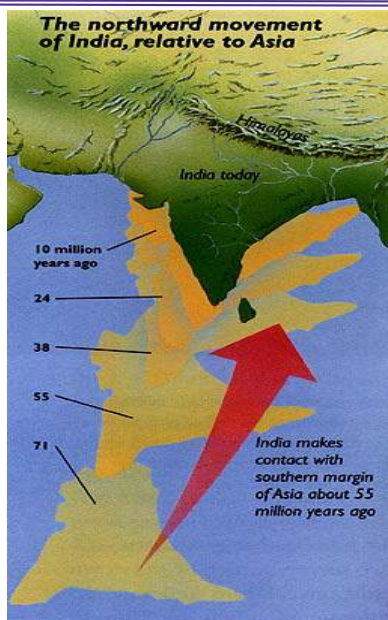 The northward movement
of India, relative to Asia
Himalayas
India today
10 million
years ago
24
38
55
71
India makes
contact with
southern margin
of Asia about 55
million years ago